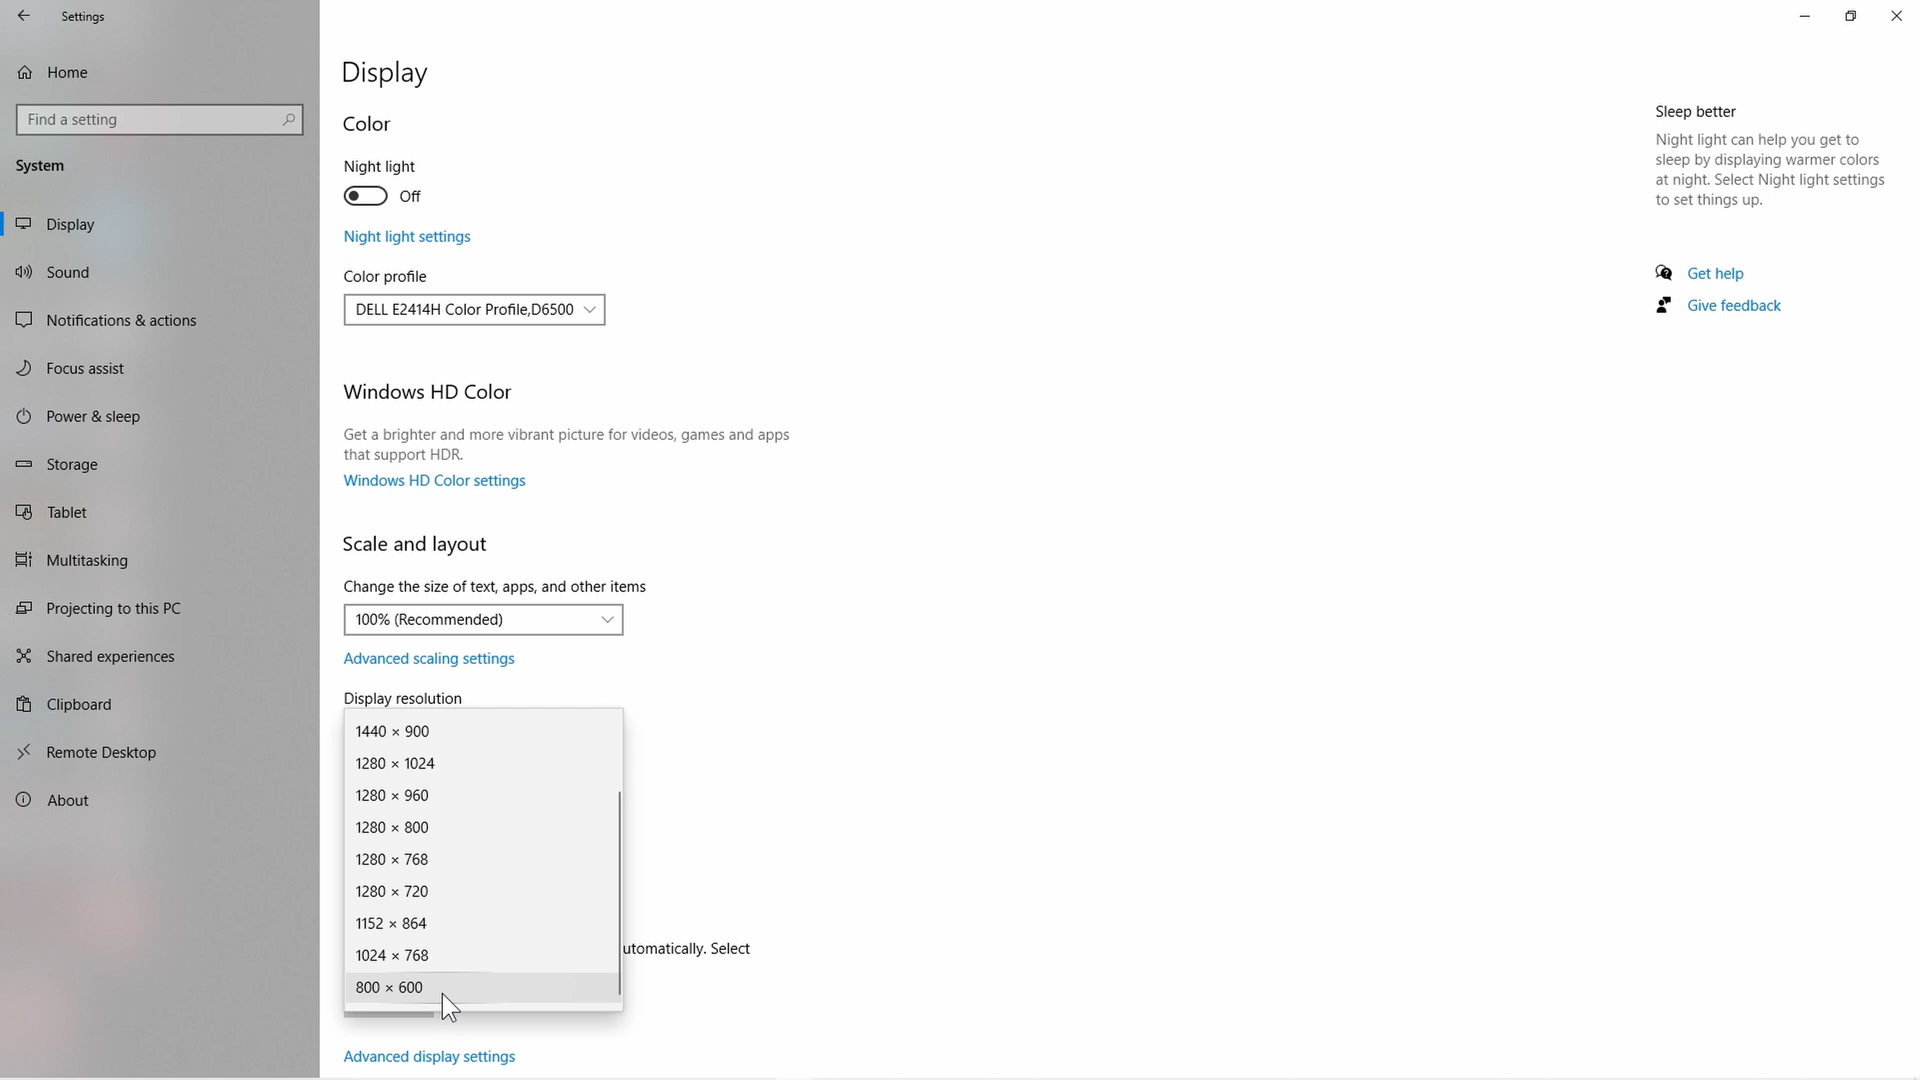 Settings
Home
Find a setting
System
Display
Sound
Notifications & actions
Focus assist
Power & sleep
Storage
Tablet
Multitasking
Projecting to this PC
Shared experiences
Clipboard
Remote Desktop
About
Display
Color
Night light
Off
Night light settings
Color profile
DELL E2414H Color Profile,D6500
Windows HD Color
Get a brighter and more vibrant picture for videos, games and apps
that support HDR.
Windows HD Color settings
Scale and layout
Change the size of text, apps, and other items
100% (Recommended)
Advanced scaling settings
Display resolution
1440 × 900
1280 × 1024
1280 × 960
1280 × 800
1280 × 768
1280 × 720
1152 × 864
1024 × 768
800 × 600
utomatically. Select
Advanced display settings
Sleep better
Night light can help you get to
sleep by displaying warmer colors
at night. Select Night light settings
to set things up.
Get help
Give feedback